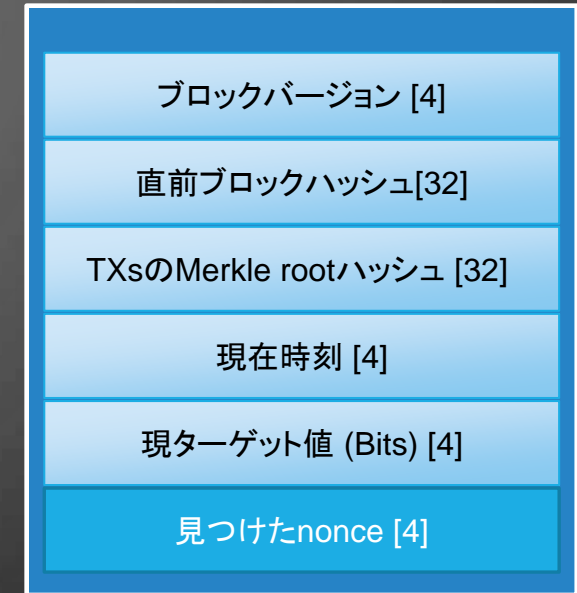 ブロックバージョン [4]
直前ブロックハッシュ[32]
TXsのMerkle rootハッシュ [32]
現在時刻 [4]
現ターゲット値 (Bits) [4]
見つけたnonce [4]